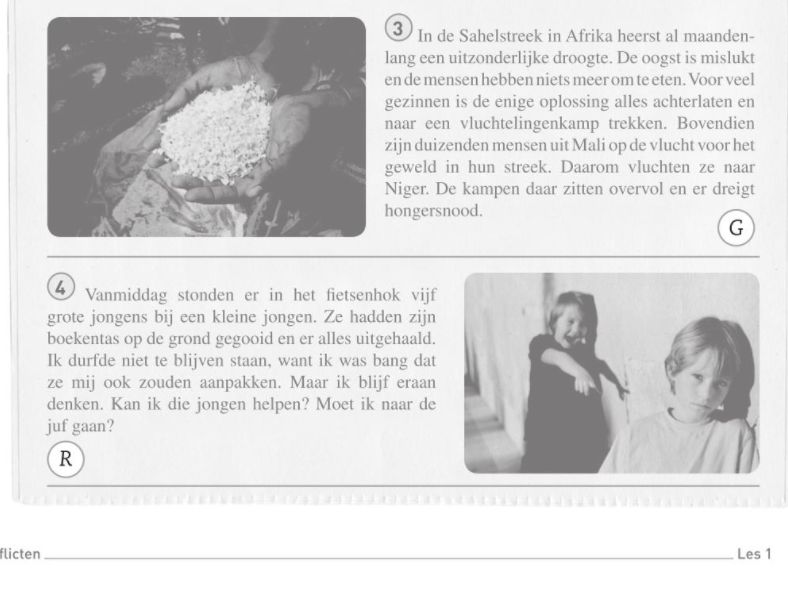 3 In de Sahelstreek in Afrika heerst al maanden-
lang een uitzonderlijke droogte. De oogst is mislukt
en de mensen hebben niets meer om te eten. Voor veel
gezinnen is de enige oplossing alles achterlaten en
naar een vluchtelingenkamp trekken. Bovendien
zijn duizenden mensen uit Mali op de vlucht voor het
geweld in hun streek. Daarom vluchten ze naar
Niger. De kampen daar zitten overvol en er dreigt
hongersnood.
G
4 Vanmiddag stonden er in het fietsenhok vijf
grote jongens bij een kleine jongen. Ze hadden zijn
boekentas op de grond gegooid en er alles uitgehaald.
Ik durfde niet te blijven staan, want ik was bang dat
ze mij ook zouden aanpakken. Maar ik blijf eraan
denken. Kan ik die jongen helpen? Moet ik naar de
juf gaan?
R
flicten Les 1